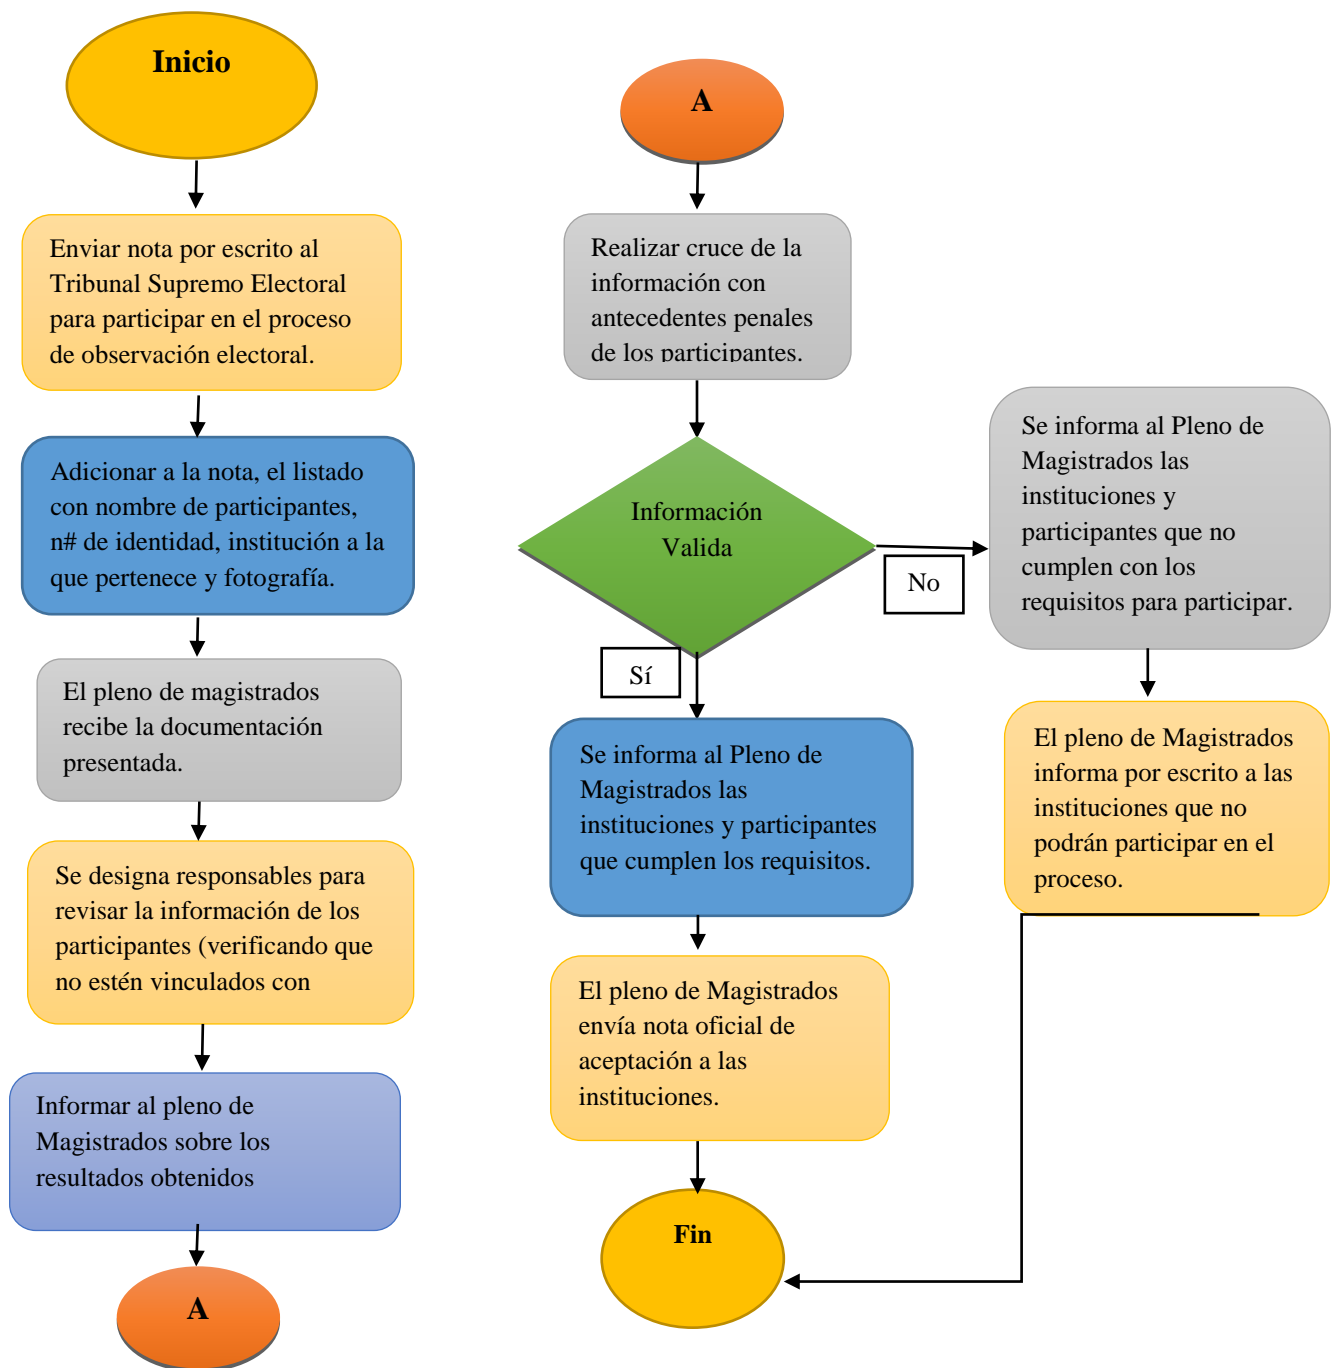 Inicio
Enviar nota por escrito al
Tribunal Supremo Electoral
para participar en el proceso
de observación electoral.
Adicionar a la nota, el listado
con nombre de participantes,
n# de identidad, institución a la
que pertenece y fotografía.
El pleno de magistrados
recibe la documentación
presentada.
Se designa responsables para
revisar la información de los
participantes (verificando que
no estén vinculados con
Informar al pleno de
Magistrados sobre los
resultados obtenidos
A
A
Realizar cruce de la
información con
antecedentes penales
de los participantes.
Información
Valida
No
Sí
Se informa al Pleno de
Magistrados las
instituciones y participantes
que cumplen los requisitos.
El pleno de Magistrados
envía nota oficial de
aceptación a las
instituciones.
Fin
Se informa al Pleno de
Magistrados las
instituciones y
participantes que no
cumplen con los
requisitos para participar.
El pleno de Magistrados
informa por escrito a las
instituciones que no
podrán participar en el
proceso.